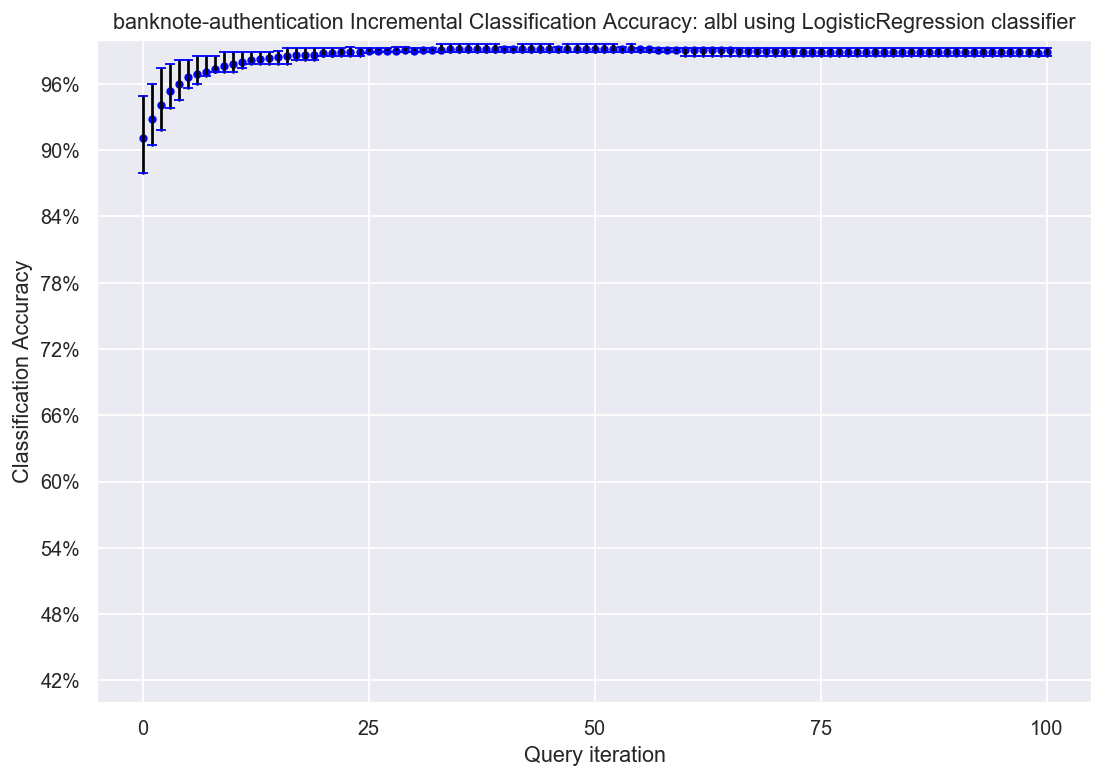 banknote-authentication Incremental Classification Accuracy: albl using LogisticRegression classifier
96%
90%
84%
78%
72%
66%
60%
54%
48%
42%
Classification Accuracy
0 25 50 75 100
Query iteration